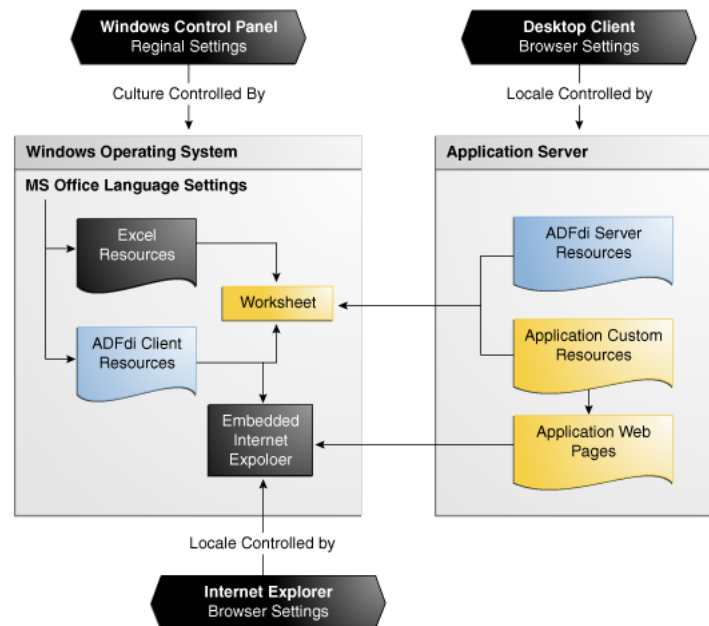 Windows Control Panel
Reginal Settings
Desktop Client
Browser Settings
Culture Controlled By
Locale Controlled by
Windows Operating System
Application Server
MS Office Language Settings
Excel
Resources
ADFdi Server
Resources
Worksheet
ADFdi Client
Resources
Application Custom
Resources
Embedded
Internet
Expoloer
Application Web
Pages
Locale Controlled by
Internet Explorer
Browser Settings